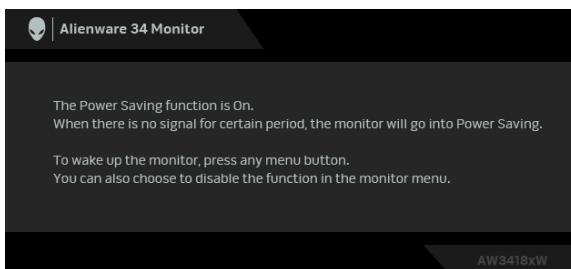 Alienware 34 Monitor
The Power Saving function is On.
When there is no signal for certain period, the monitor will go into Power Saving.
To wake up the monitor, press any menu button.
You can also choose to disable the function in the monitor menu.
AW3418xW